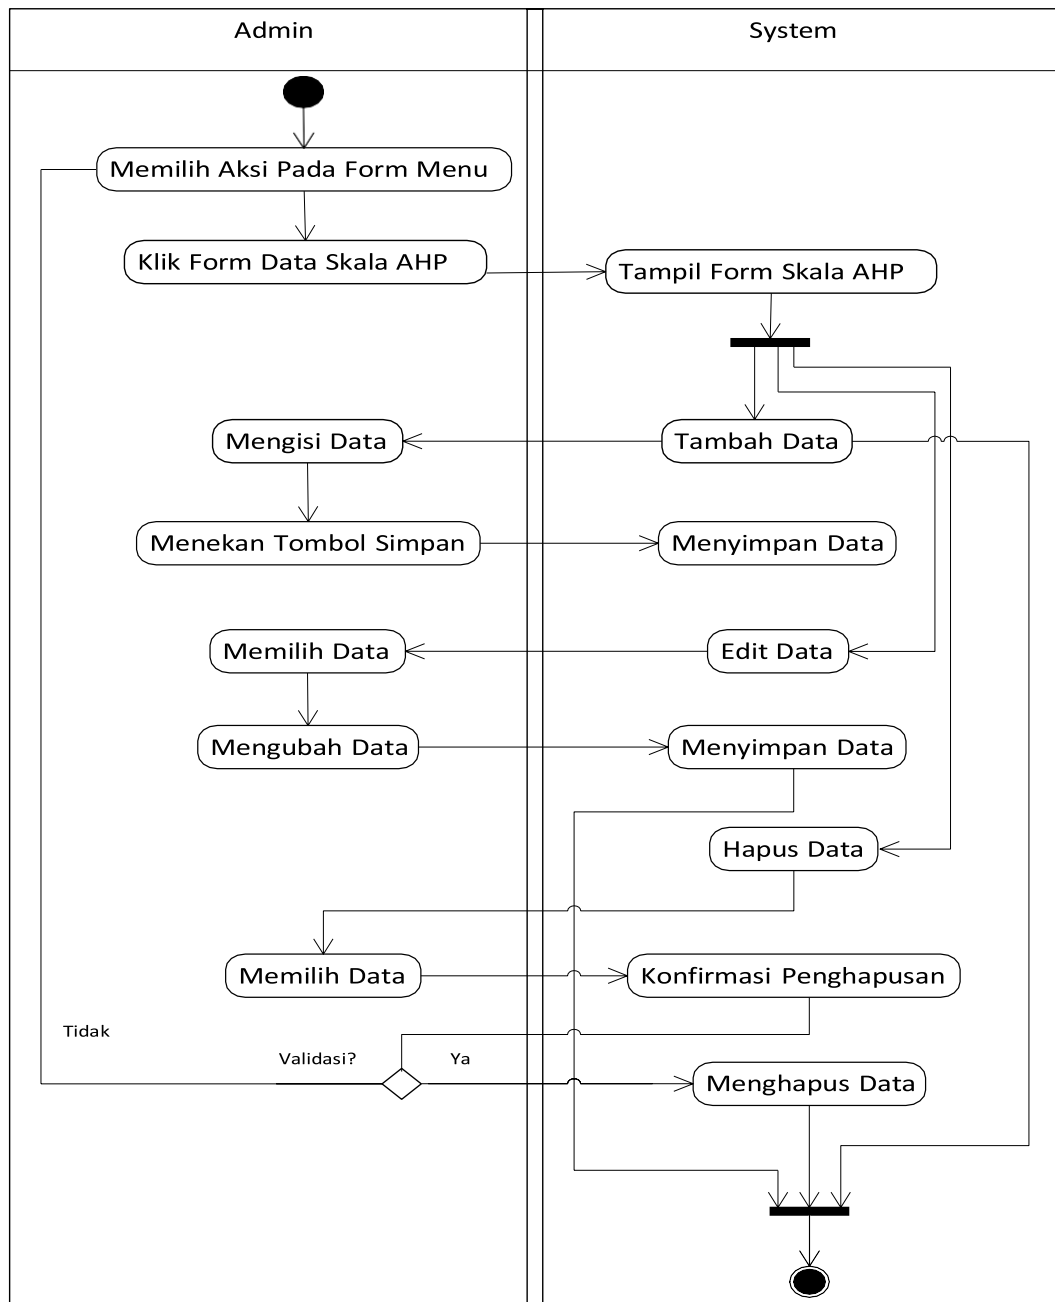 Admin
System
Memilih Aksi Pada Form Menu
Klik Form Data Skala AHP
Tampil Form Skala AHP
Mengisi Data
Tambah Data
Menekan Tombol Simpan
Menyimpan Data
Memilih Data
Edit Data
Mengubah Data
Menyimpan Data
Hapus Data
Memilih Data
Konfirmasi Penghapusan
Tidak
Validasi?
Ya
Menghapus Data